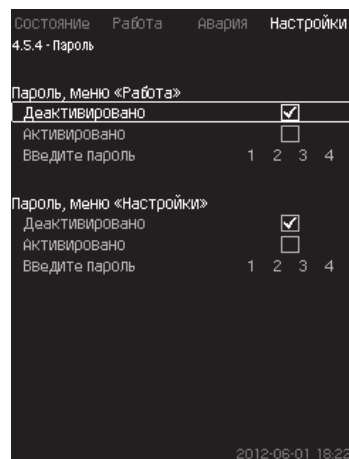 Состояние Работа Авария Настройки
4.5.4 - Пароль
Пароль, меню «Работа»
Деактивировано
Активировано
Введите пароль 1 2 3 4
Пароль, меню «Настройки»
Деактивировано
Активировано
Введите пароль 1 2 3 4
2012-06-01 18:22